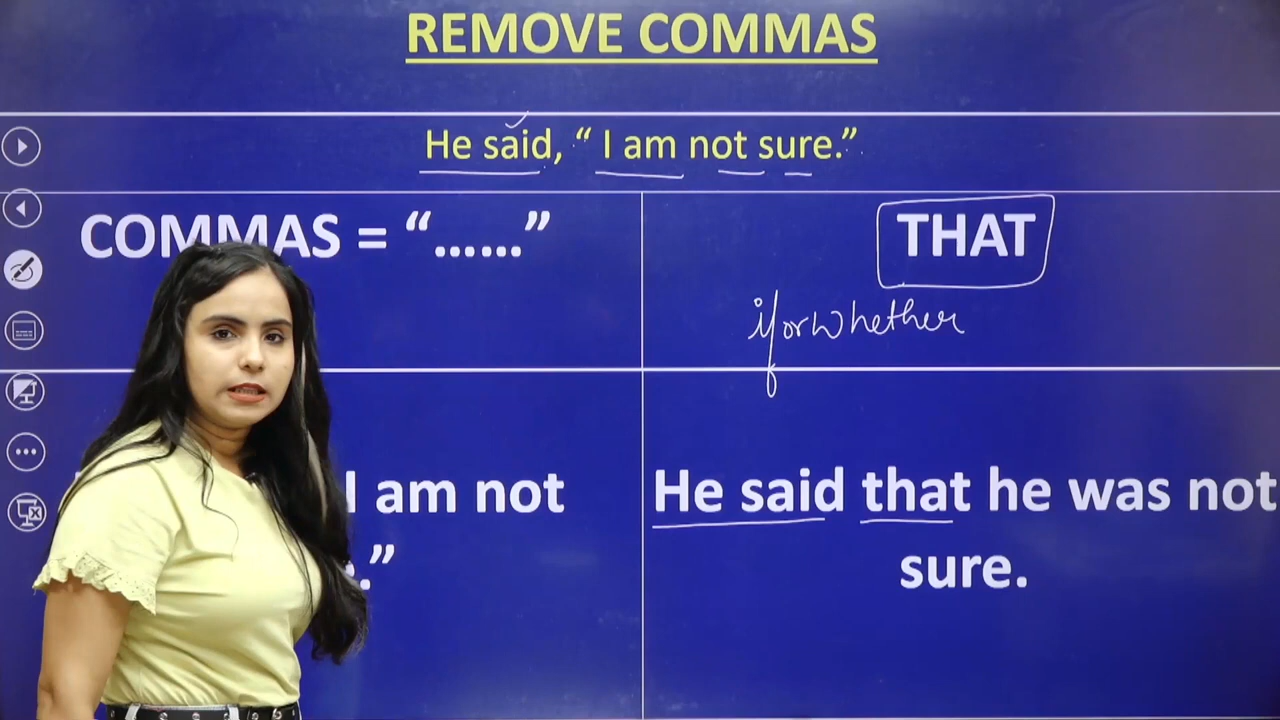 REMOVE COMMAS
He said, “ I am not sure.”
COMMAS = “……”
THAT
if or whether
I am not
.”
He said that he was not
sure.